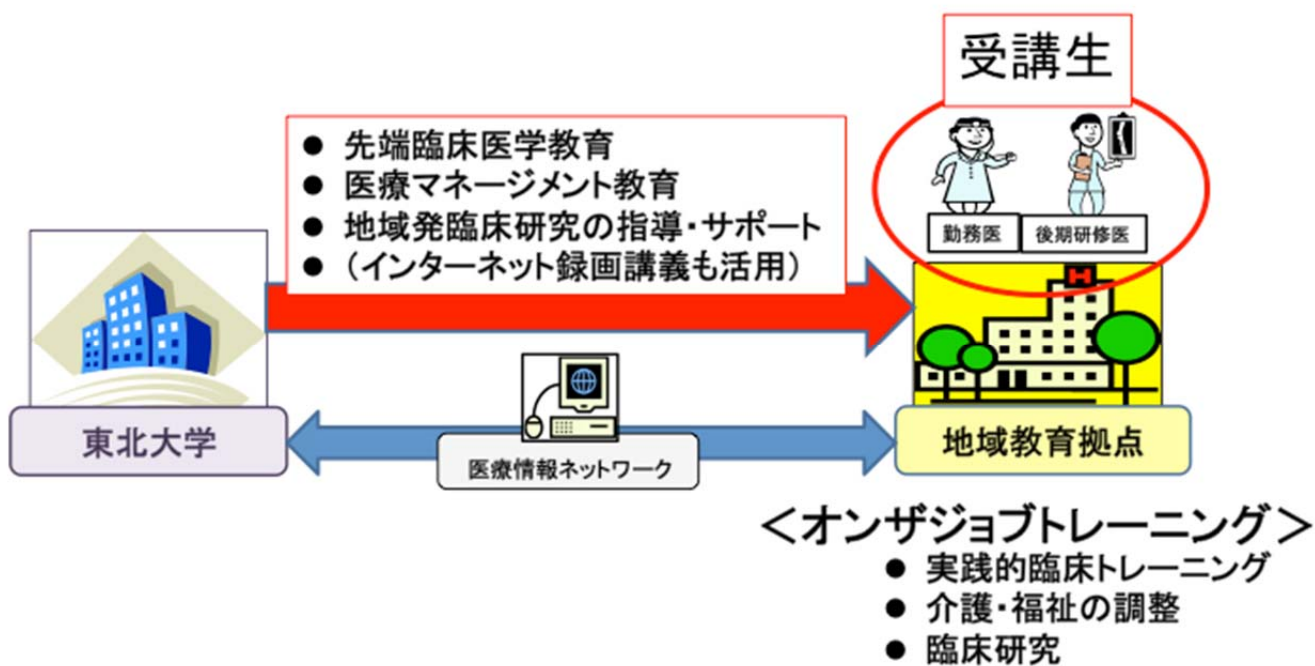 受講生
● 先端臨床医学教育
● 医療マネージメント教育
● 地域発臨床研究の指導・サポート
● （インターネット録画講義も活用）
勤務医
後期研修医
H
東北大学
医療情報ネットワーク
地域教育拠点
＜オンザジョブトレーニング＞
● 実践的臨床トレーニング
● 介護・福祉の調整
● 臨床研究